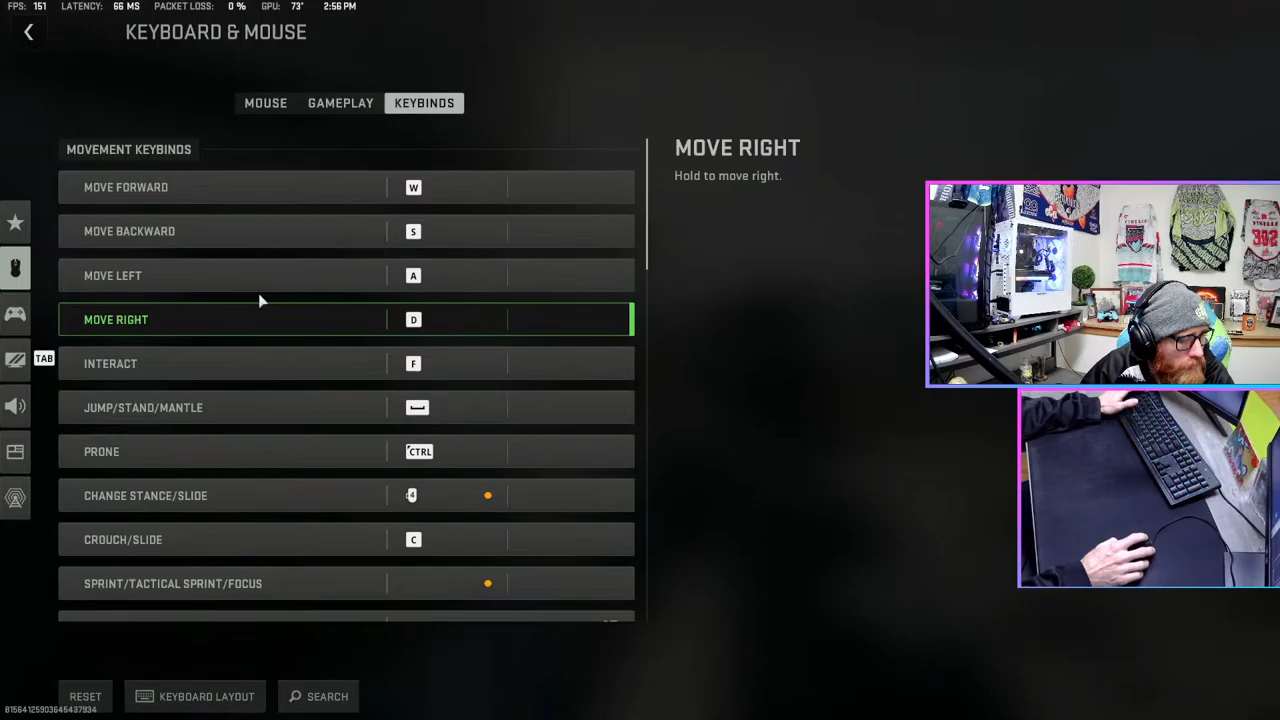 FPS: 151 LATENCY: 66 MS PACKET LOSS: 0 % GPU: 73° 2:56 PM
KEYBOARD & MOUSE
MOUSE GAMEPLAY KEYBINDS
MOVEMENT KEYBINDS
MOVE RIGHT
Hold to move right.
MOVE FORWARD W
MOVE BACKWARD S
MOVE LEFT A
MOVE RIGHT D
TAB
INTERACT F
JUMP/STAND/MANTLE
PRONE CTRL
CHANGE STANCE/SLIDE 4
CROUCH/SLIDE C
SPRINT/TACTICAL SPRINT/FOCUS
RESET KEYBOARD LAYOUT SEARCH
81564125903645437934